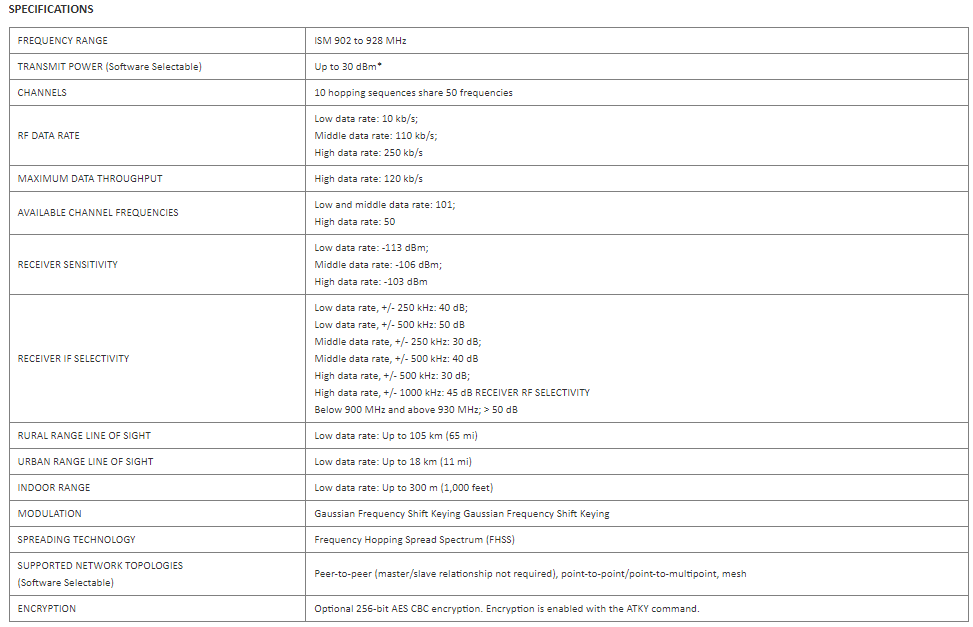 SPECIFICATIONS
FREQUENCY RANGE
ISM 902 to 928 MHz
TRANSMIT POWER (Software Selectable)
Up to 30 dBm*
CHANNELS
10 hopping sequences share 50 frequencies
RF DATA RATE
Low data rate: 10 kb/s;
Middle data rate: 110 kb/s;
High data rate: 250 kb/s
MAXIMUM DATA THROUGHPUT
High data rate: 120 kb/s
AVAILABLE CHANNEL FREQUENCIES
Low and middle data rate: 101;
High data rate: 50
RECEIVER SENSITIVITY
Low data rate: -113 dBm;
Middle data rate: -106 dBm;
High data rate: -103 dBm
RECEIVER IF SELECTIVITY
Low data rate, +/- 250 kHz: 40 dB;
Low data rate, +/- 500 kHz: 50 dB
Middle data rate, +/- 250 kHz: 30 dB;
Middle data rate, +/- 500 kHz: 40 dB
High data rate, +/- 500 kHz: 30 dB;
High data rate, +/- 1000 kHz: 45 dB RECEIVER RF SELECTIVITY
Below 900 MHz and above 930 MHz; > 50 dB
RURAL RANGE LINE OF SIGHT
Low data rate: Up to 105 km (65 mi)
URBAN RANGE LINE OF SIGHT
Low data rate: Up to 18 km (11 mi)
INDOOR RANGE
Low data rate: Up to 300 m (1,000 feet)
MODULATION
Gaussian Frequency Shift Keying Gaussian Frequency Shift Keying
SPREADING TECHNOLOGY
Frequency Hopping Spread Spectrum (FHSS)
SUPPORTED NETWORK TOPOLOGIES
(Software Selectable)
Peer-to-peer (master/slave relationship not required), point-to-point/point-to-multipoint, mesh
ENCRYPTION
Optional 256-bit AES CBC encryption. Encryption is enabled with the ATKY command.